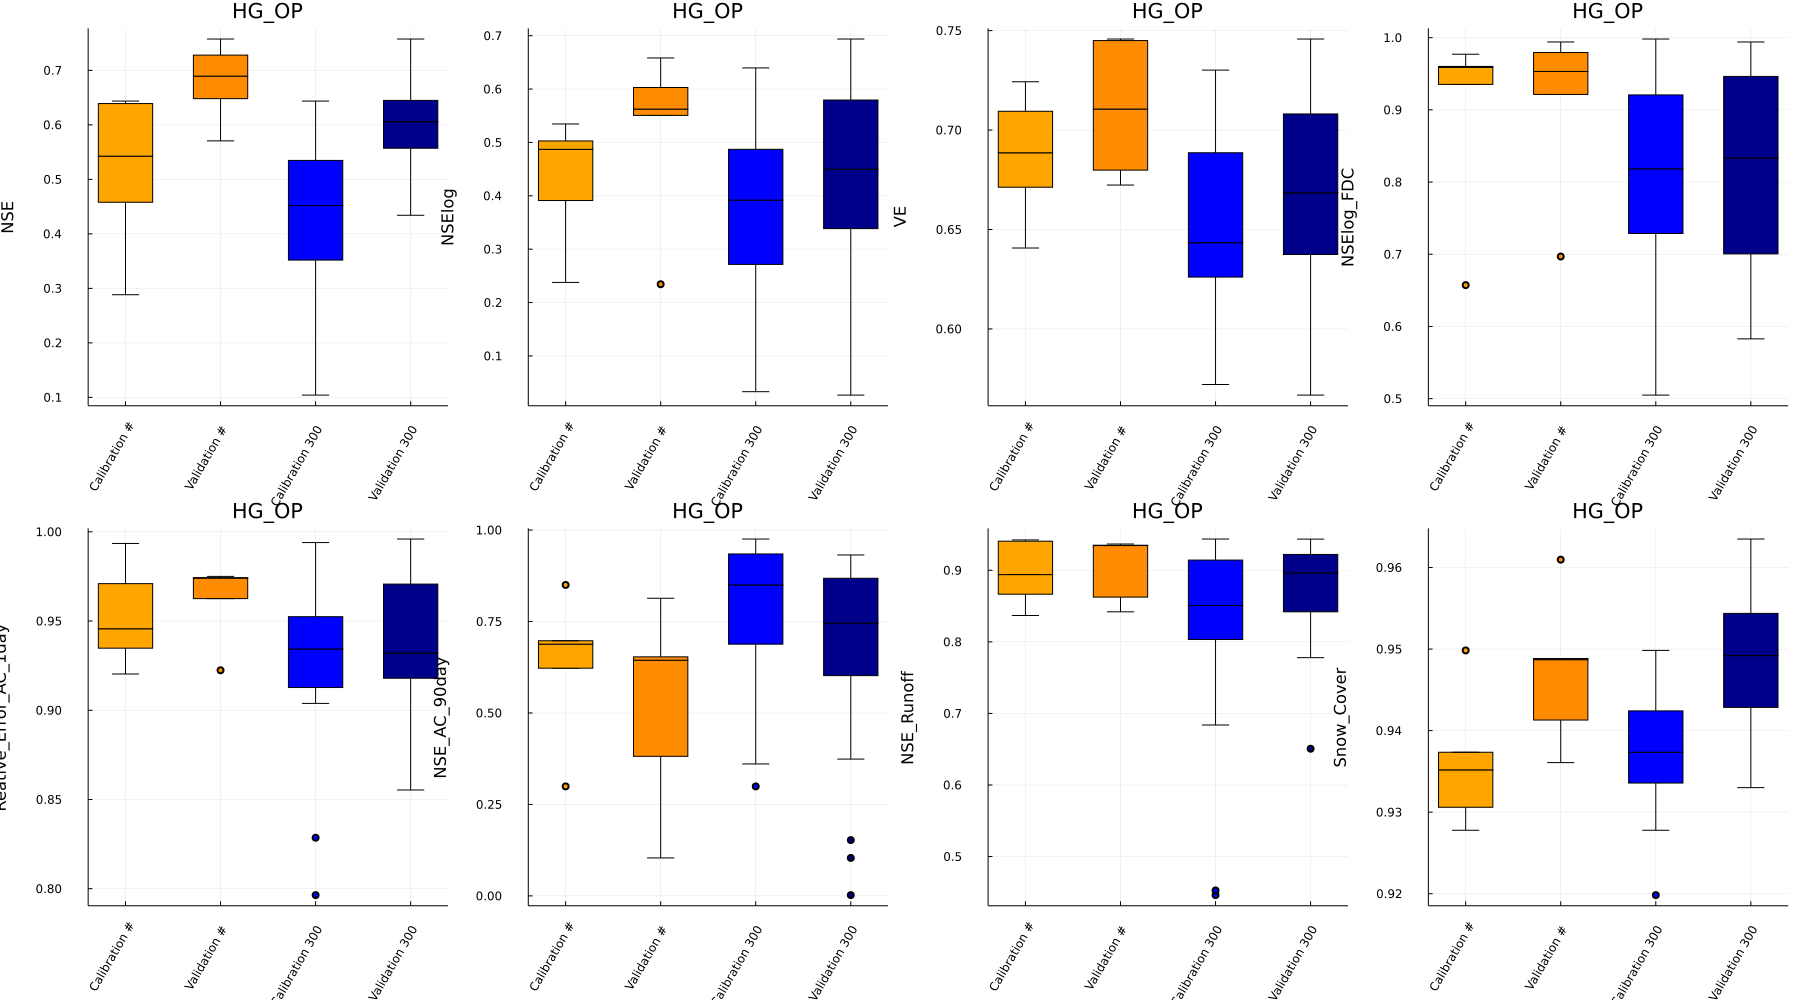 HG_OP
NSE
0.7
0.6
0.5
0.4
0.3
0.2
0.1
Calibration #
Validation #
Calibration 300
Validation 300
HG_OP
NSElog
0.7
0.6
0.5
0.4
0.3
0.2
0.1
Calibration #
Validation #
Calibration 300
Validation 300
HG_OP
VE
0.75
0.70
0.65
0.60
Calibration #
Validation #
Calibration 300
Validation 300
HG_OP
NSElog_FDC
1.0
0.9
0.8
0.7
0.6
0.5
Calibration #
Validation #
Calibration 300
Validation 300
HG_OP
Reative_Error_AC_1day
1.00
0.95
0.90
0.85
0.80
Calibration #
Validation #
Calibration 300
Validation 300
HG_OP
NSE_AC_90day
1.00
0.75
0.50
0.25
0.00
Calibration #
Validation #
Calibration 300
Validation 300
HG_OP
NSE_Runoff
0.9
0.8
0.7
0.6
0.5
Calibration #
Validation #
Calibration 300
Validation 300
HG_OP
Snow_Cover
0.96
0.95
0.94
0.93
0.92
Calibration #
Validation #
Calibration 300
Validation 300